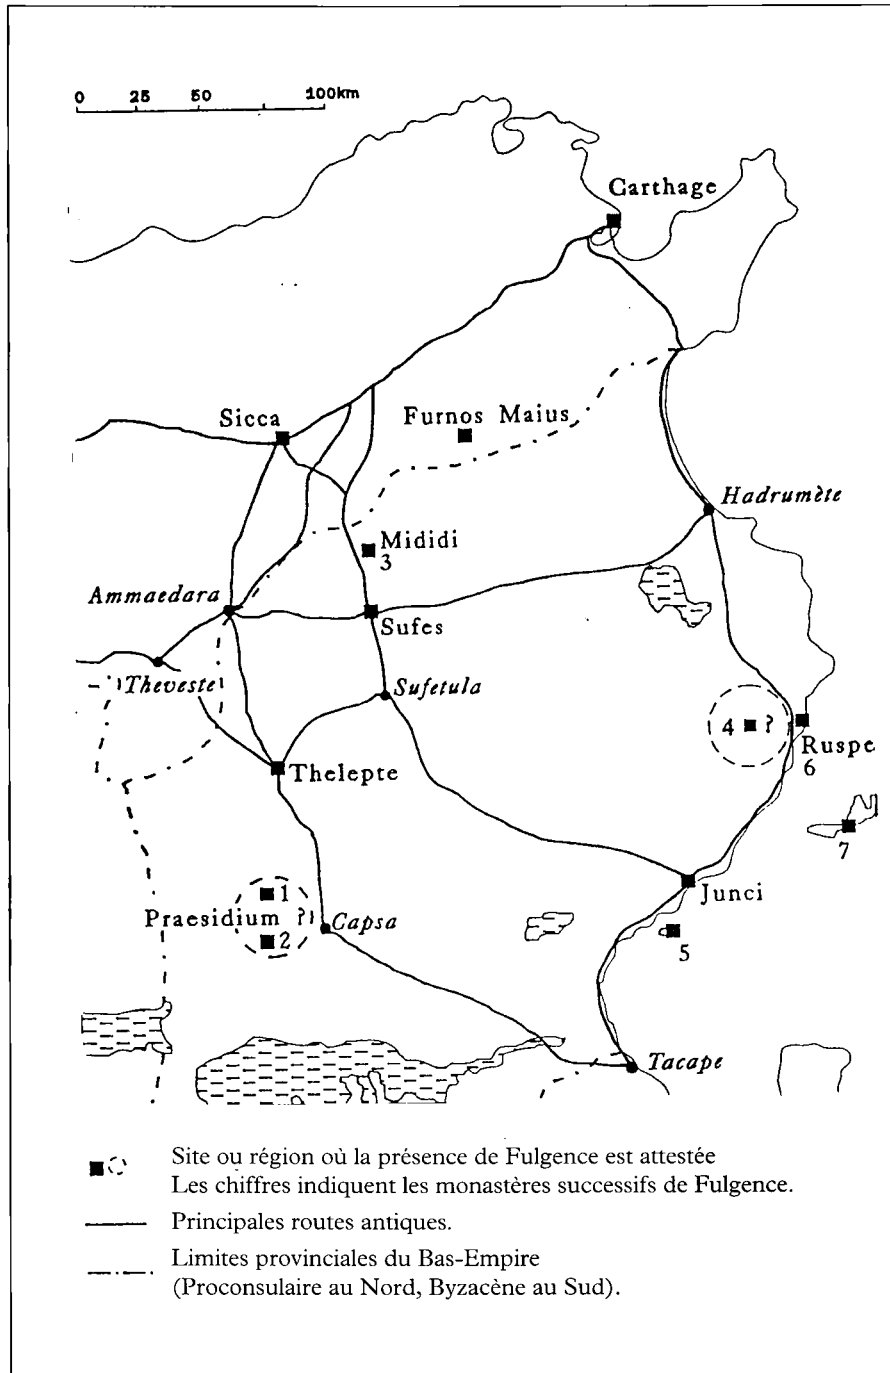 0 25 50 100km
Carthage
Sicca
Furnos Maius
Hadrumète
Mididi
3
Ammaedara
Sufes
Theveste
Sufetula
4 ?
Ruspe
6
Thelepte
7
1
Junci
Praesidium ?
Capsa
2
5
Tacape
Site ou région où la présence de Fulgence est attestée
Les chiffres indiquent les monastères successifs de Fulgence.
Principales routes antiques.
Limites provinciales du Bas-Empire
(Proconsulaire au Nord, Byzacène au Sud).